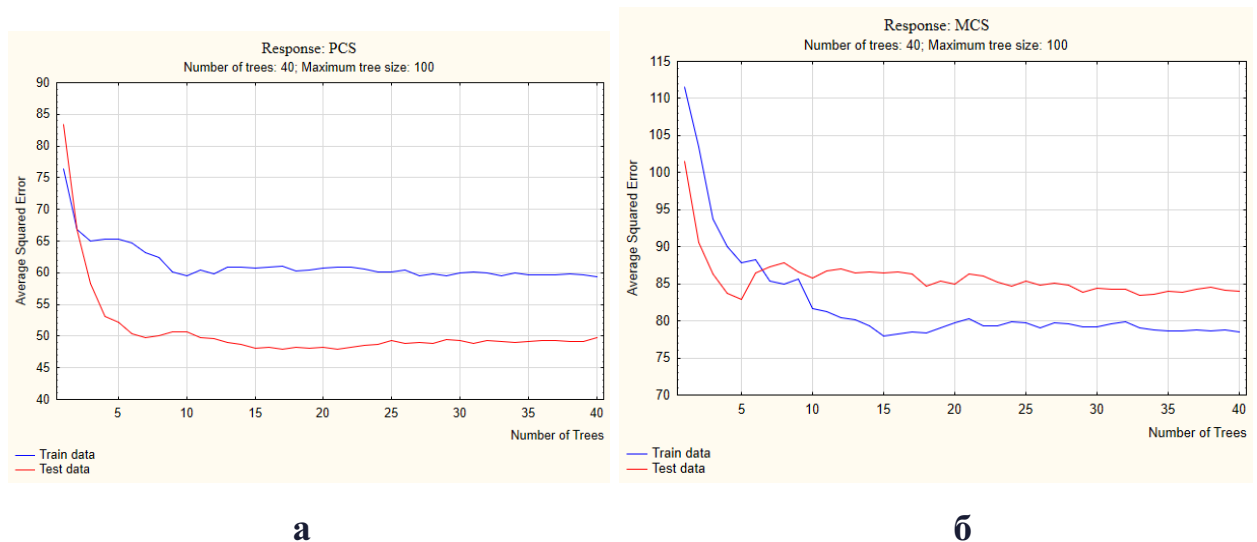 Response: PCS
Number of trees: 40; Maximum tree size: 100
90
85
80
75
70
65
60
55
50
45
40
Average Squared Error
5 10 15 20 25 30 35 40
Number of Trees
Train data
Test data
а
Response: MCS
Number of trees: 40; Maximum tree size: 100
115
110
105
100
95
90
85
80
75
70
Average Squared Error
5 10 15 20 25 30 35 40
Number of Trees
Train data
Test data
б